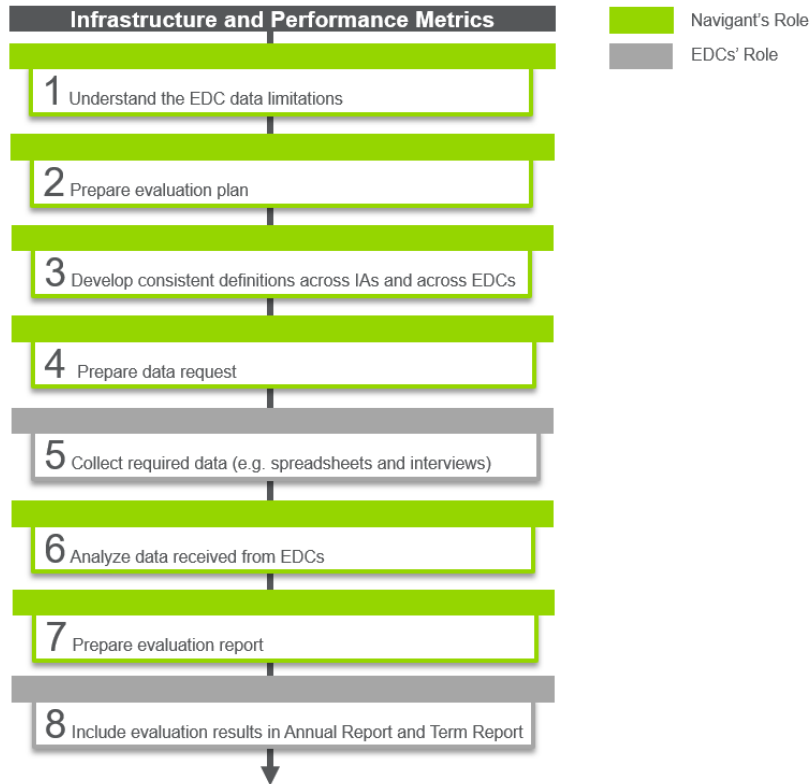 Infrastructure and Performance Metrics
Navigant's Role
EDCs' Role
1 Understand the EDC data limitations
2 Prepare evaluation plan
3 Develop consistent definitions across IAs and across EDCs
4 Prepare data request
5 Collect required data (e.g. spreadsheets and interviews)
6 Analyze data received from EDCs
7 Prepare evaluation report
8 Include evaluation results in Annual Report and Term Report